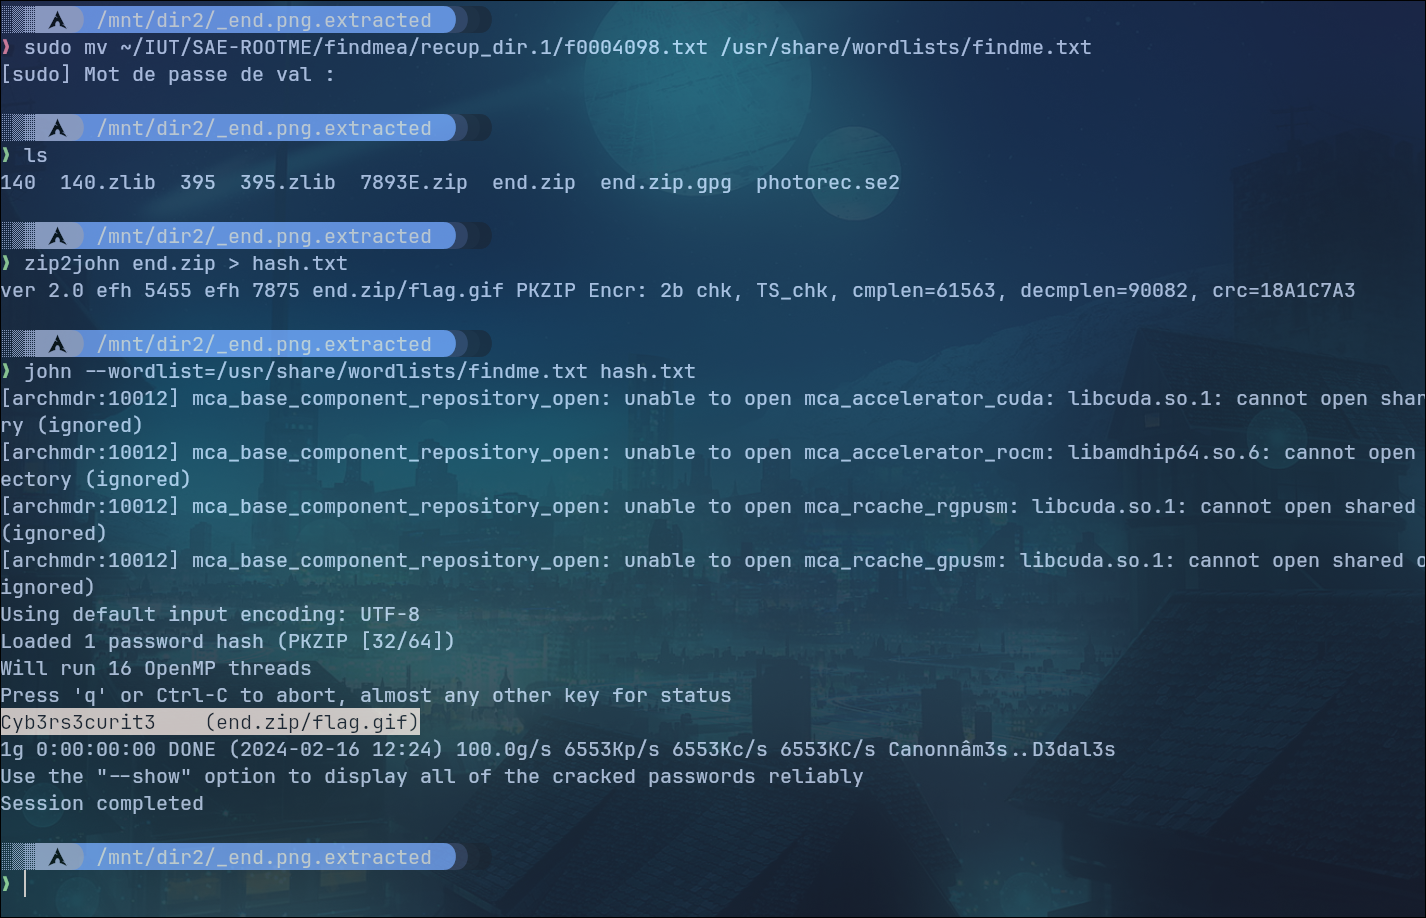 /mnt/dir2/_end.png.extracted
❫ sudo mv ~/IUT/SAE-ROOTME/findmea/recup_dir.1/f0004098.txt /usr/share/wordlists/findme.txt
[sudo] Mot de passe de val :
/mnt/dir2/_end.png.extracted
❫ ls
140  140.zlib  395  395.zlib  7893E.zip  end.zip  end.zip.gpg  photorec.se2
/mnt/dir2/_end.png.extracted
❫ zip2john end.zip > hash.txt
ver 2.0 efh 5455 efh 7875 end.zip/flag.gif PKZIP Encr: 2b chk, TS_chk, cmplen=61563, decmplen=90082, crc=18A1C7A3
/mnt/dir2/_end.png.extracted
❫ john --wordlist=/usr/share/wordlists/findme.txt hash.txt
[archmdr:10012] mca_base_component_repository_open: unable to open mca_accelerator_cuda: libcuda.so.1: cannot open shar
ry (ignored)
[archmdr:10012] mca_base_component_repository_open: unable to open mca_accelerator_rocm: libamdhip64.so.6: cannot open
ectory (ignored)
[archmdr:10012] mca_base_component_repository_open: unable to open mca_rcache_rgpusm: libcuda.so.1: cannot open shared
(ignored)
[archmdr:10012] mca_base_component_repository_open: unable to open mca_rcache_gpusm: libcuda.so.1: cannot open shared o
ignored)
Using default input encoding: UTF-8
Loaded 1 password hash (PKZIP [32/64])
Will run 16 OpenMP threads
Press 'q' or Ctrl-C to abort, almost any other key for status
Cyb3rs3curit3    (end.zip/flag.gif)
1g 0:00:00:00 DONE (2024-02-16 12:24) 100.0g/s 6553Kp/s 6553Kc/s 6553KC/s Canonnâm3s..D3dal3s
Use the "--show" option to display all of the cracked passwords reliably
Session completed
/mnt/dir2/_end.png.extracted
❫